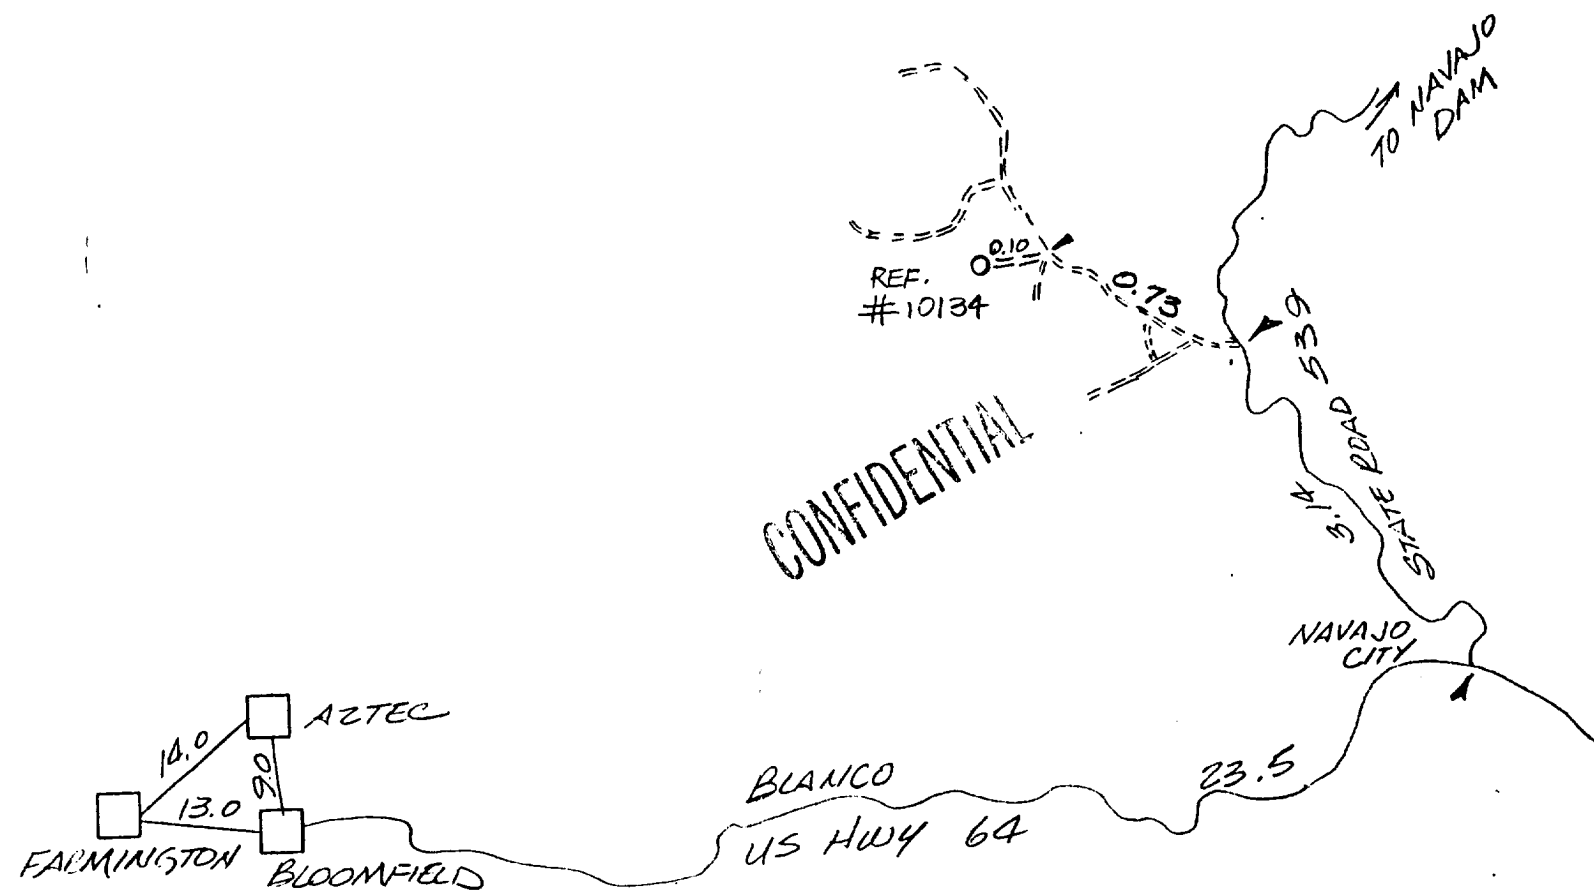 TO NAVAJO
DAM
0.10
REF.
#10134
0.73
STATE ROAD 539
CONFIDENTIAL
3.14
NAVAJO
CITY
AZTEC
14.0
9.0
13.0
FARMINGTON
BLOOMFIELD
BLANCO
23.5
US HWY 64